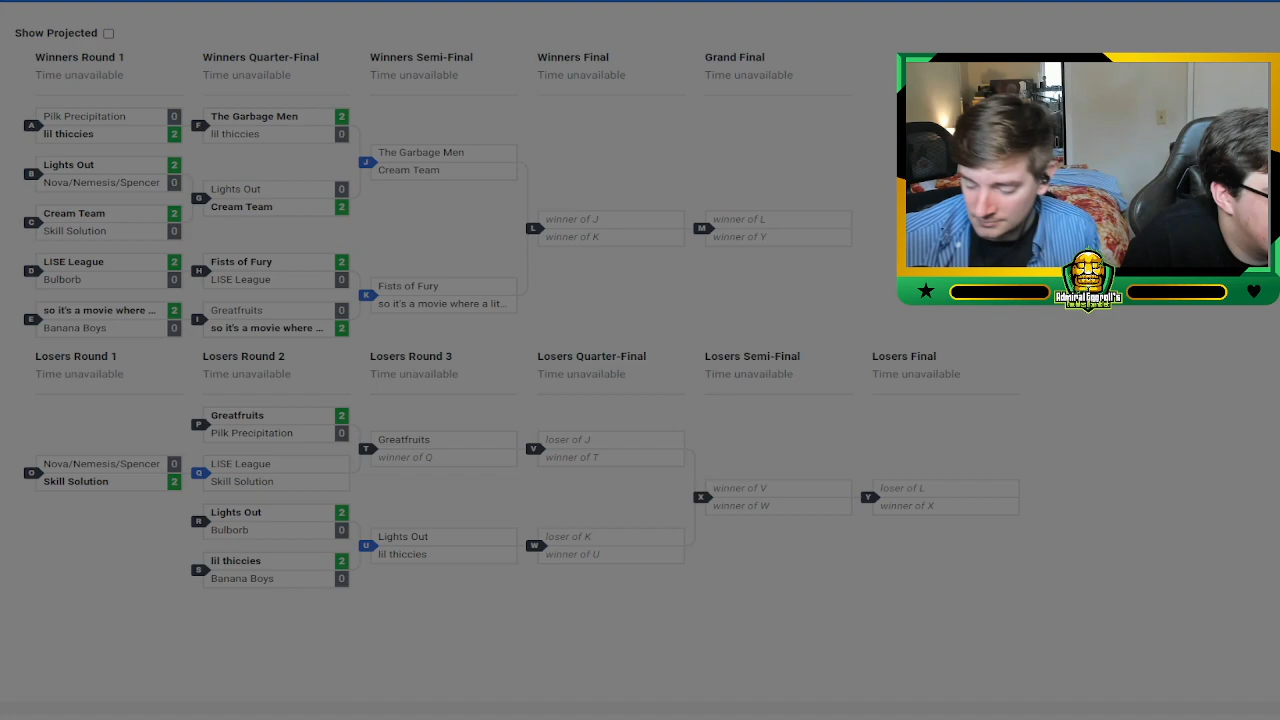 Show Projected
Winners Round 1
Winners Quarter-Final
Winners Semi-Final
Winners Final
Grand Final
Time unavailable
Time unavailable
Time unavailable
Time unavailable
Time unavailable
A
Pilk Precipitation 0
lil thiccies 2
B
Lights Out 2
Nova/Nemesis/Spencer 0
C
Cream Team 2
Skill Solution 0
D
LISE League 2
Bulborb 0
E
so it's a movie where ... 2
Banana Boys 0
F
The Garbage Men 2
lil thiccies 0
G
Lights Out 0
Cream Team 2
H
Fists of Fury 2
LISE League 0
I
Greatfruits 0
so it's a movie where ... 2
J
The Garbage Men
Cream Team
K
Fists of Fury
so it's a movie where a lit...
L
winner of J
winner of K
M
winner of L
winner of Y
Losers Round 1
Losers Round 2
Losers Round 3
Losers Quarter-Final
Losers Semi-Final
Losers Final
Time unavailable
Time unavailable
Time unavailable
Time unavailable
Time unavailable
Time unavailable
O
Nova/Nemesis/Spencer 0
Skill Solution 2
P
Greatfruits 2
Pilk Precipitation 0
Q
LISE League
Skill Solution
R
Lights Out 2
Bulborb 0
S
lil thiccies 2
Banana Boys 0
T
Greatfruits
winner of Q
U
Lights Out
lil thiccies
V
loser of J
winner of T
W
loser of K
winner of U
X
winner of V
winner of W
Y
loser of L
winner of X